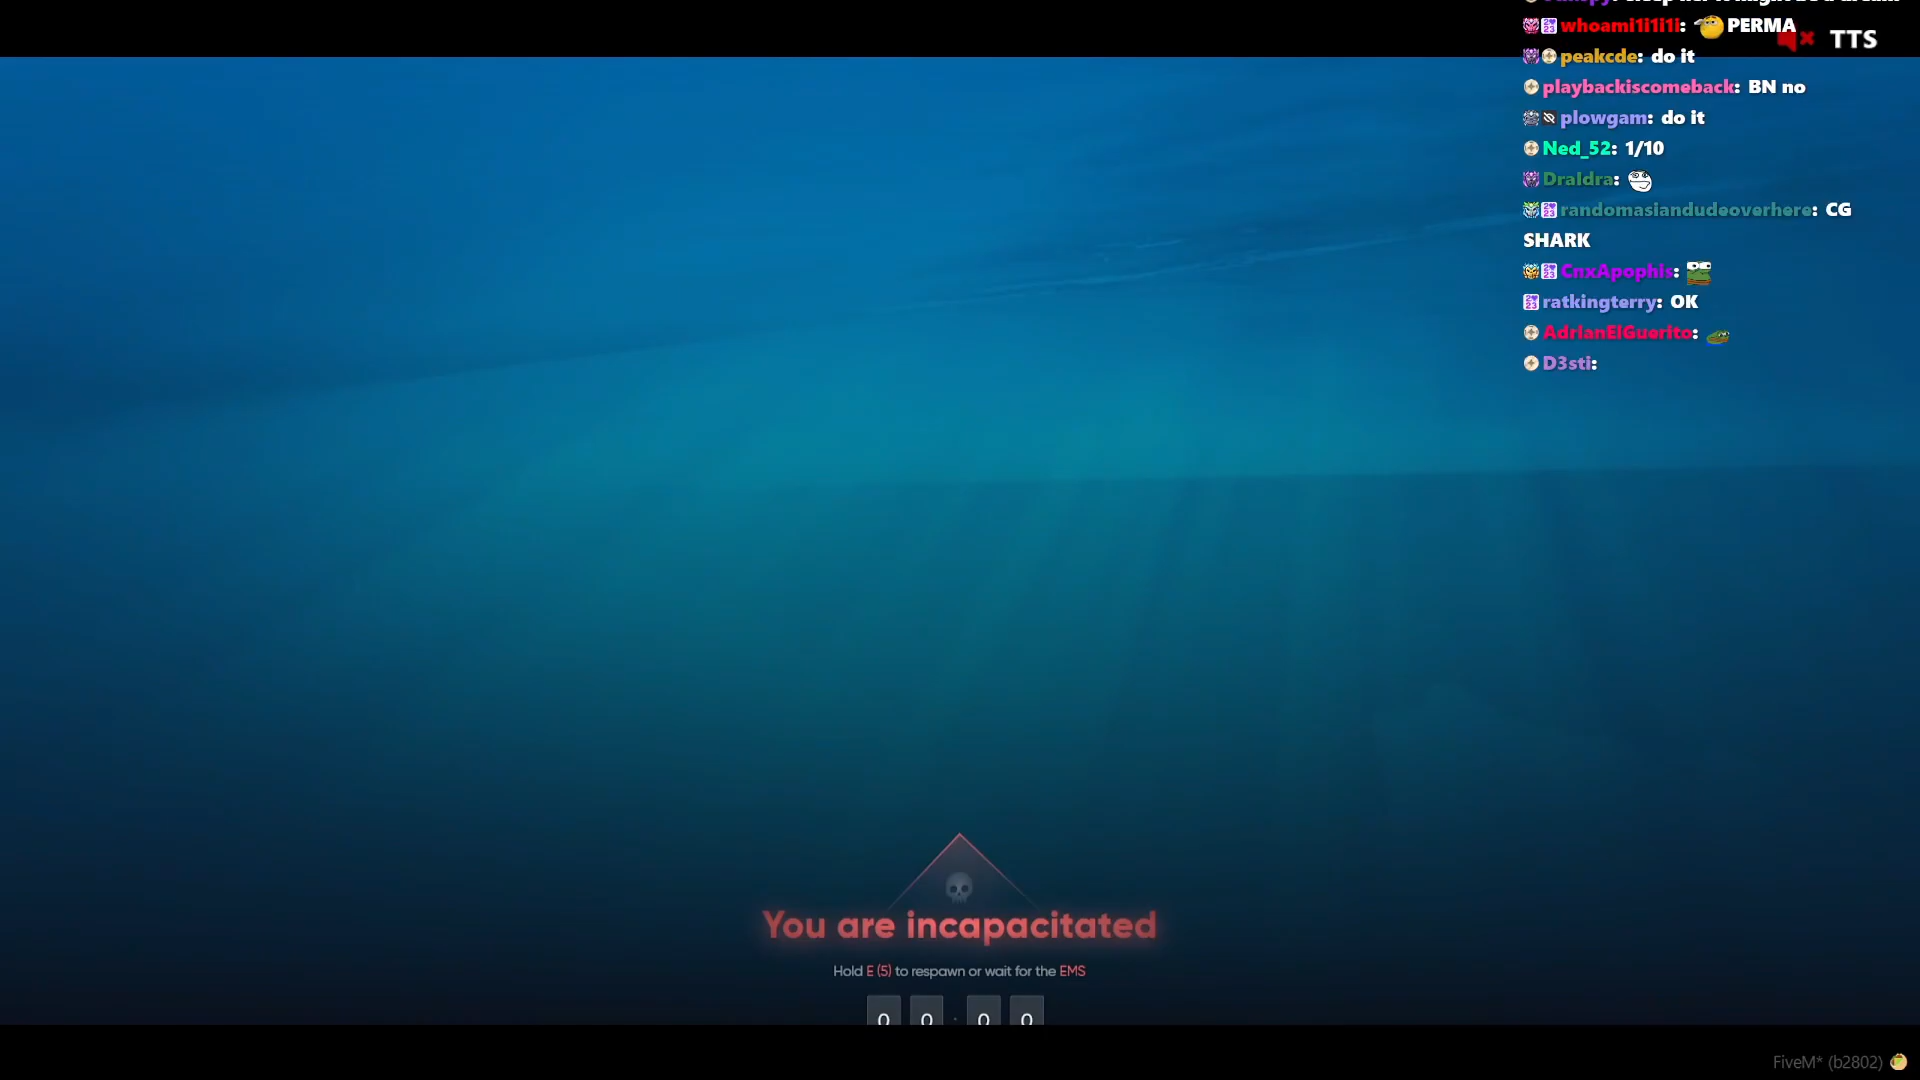 whoami1i1i1i: PERMA
TTS
peakcde: do it
playbackiscomeback: BN no
plowgam: do it
Ned_52: 1/10
DraIdra:
randomasiandudeoverhere: CG
SHARK
CnxApophis:
ratkingterry: OK
AdrianElGuerito:
D3sti:
You are incapacitated
Hold E (5) to respawn or wait for the EMS
0 0 : 0 0
FiveM* (b2802)